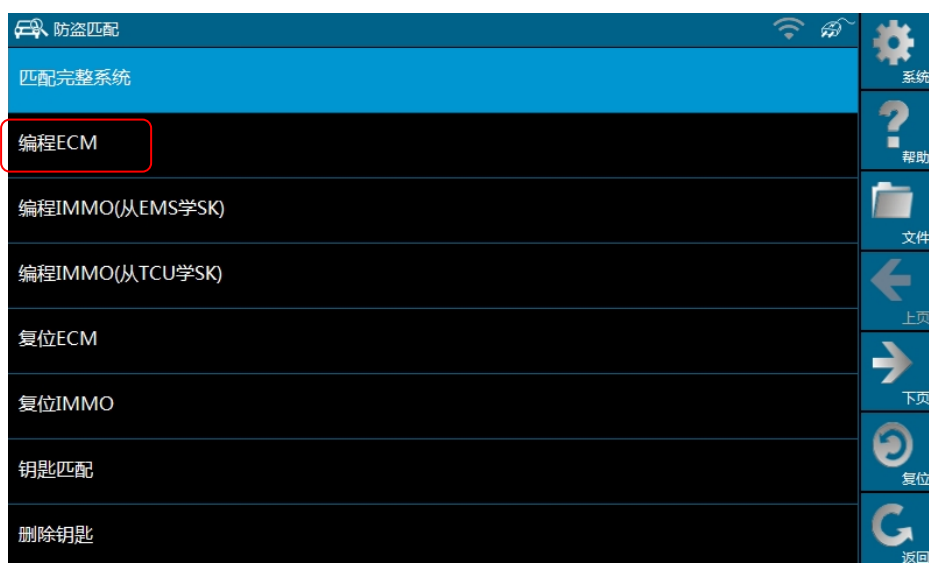 防盗匹配
匹配完整系统
编程ECM
编程IMMO(从EMS学SK)
编程IMMO(从TCU学SK)
复位ECM
复位IMMO
钥匙匹配
删除钥匙
系统
帮助
文件
上页
下页
复位
返回